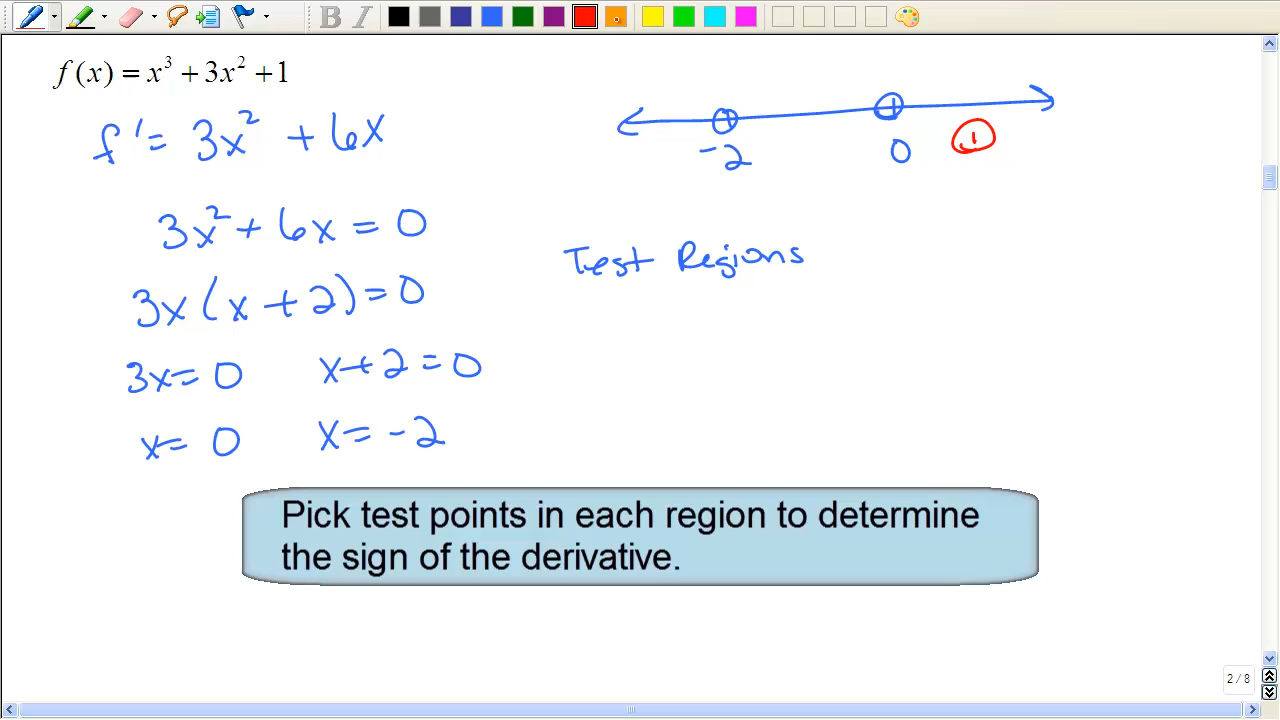 B I
f(x) = x³ + 3x² + 1
f' = 3x² + 6x
-2 0 1
3x² + 6x = 0
Test Regions
3x(x + 2) = 0
3x = 0 x + 2 = 0
x = 0 x = -2
Pick test points in each region to determine
the sign of the derivative.
2 / 8